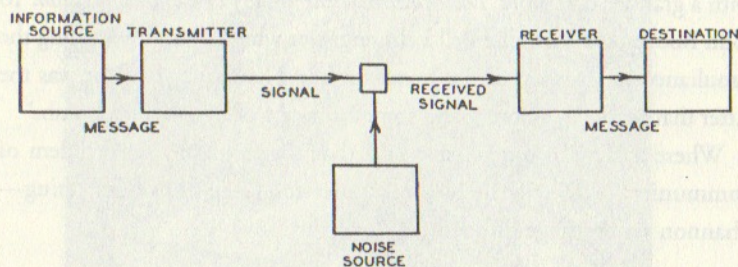 INFORMATION
SOURCE
TRANSMITTER
RECEIVER
DESTINATION
SIGNAL
RECEIVED
SIGNAL
MESSAGE
MESSAGE
NOISE
SOURCE